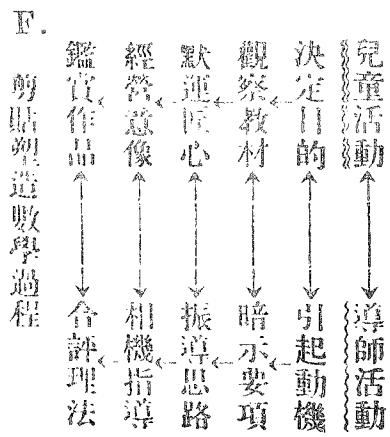 F.
兒童活動
導師活動
決定目的
引起動機
觀察教材
暗示要項
默運匠心
振導思路
經營意像
相機指導
鑑賞作品
合評理法
剪貼塑造數學過程